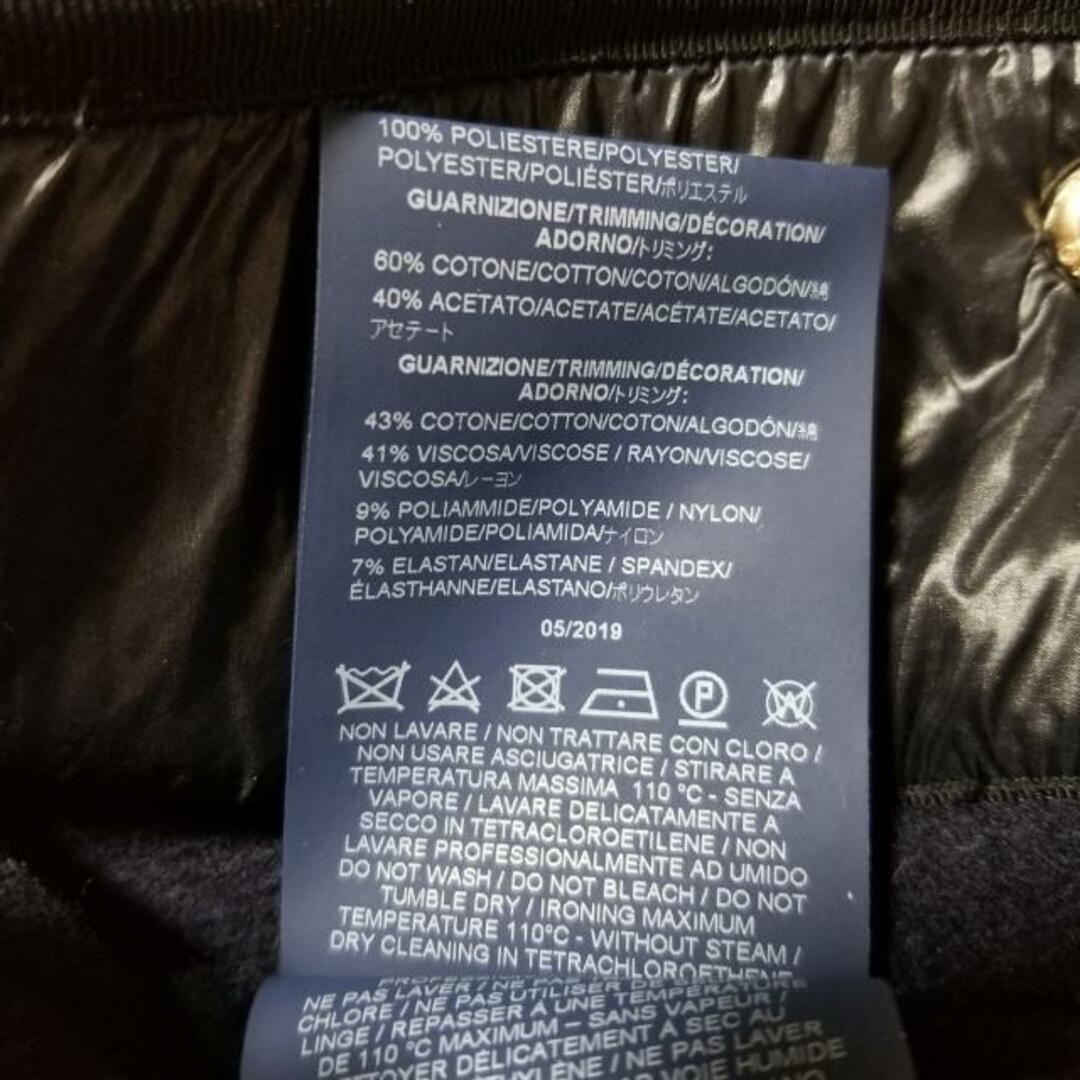 100% POLIESTERE/POLYESTER/
POLYESTER/POLIÉSTER/ポリエステル
GUARNIZIONE/TRIMMING/DÉCORATION/
ADORNO/トリミング:
60% COTONE/COTTON/COTON/ALGODÓN/綿
40% ACETATO/ACETATE/ACÉTATE/ACETATO/
アセテート
GUARNIZIONE/TRIMMING/DÉCORATION/
ADORNO/トリミング:
43% COTONE/COTTON/COTON/ALGODÓN/綿
41% VISCOSA/VISCOSE / RAYON/VISCOSE/
VISCOSA/レーヨン
9% POLIAMMIDE/POLYAMIDE / NYLON/
POLYAMIDE/POLIAMIDA/ナイロン
7% ELASTAN/ELASTANE / SPANDEX/
ÉLASTHANNE/ELASTANO/ポリウレタン
05/2019
P W
NON LAVARE / NON TRATTARE CON CLORO /
NON USARE ASCIUGATRICE / STIRARE A
TEMPERATURA MASSIMA 110 °C - SENZA
VAPORE / LAVARE DELICATAMENTE A
SECCO IN TETRACLOROETILENE / NON
LAVARE PROFESSIONALMENTE AD UMIDO
DO NOT WASH / DO NOT BLEACH / DO NOT
TUMBLE DRY / IRONING MAXIMUM
TEMPERATURE 110°C - WITHOUT STEAM /
DRY CLEANING IN TETRACHLOROETHENE
NE PAS LAVER / NE PAS
CHLORE / NE PAS UTILISER DE
LINGE / REPASSER À UNE TEMPÉRATURE
DE 110 °C MAXIMUM – SANS VAPEUR /
DÉLICATEMENT À SEC AU
/ NE PAS LAVER
VOIE HUMIDE